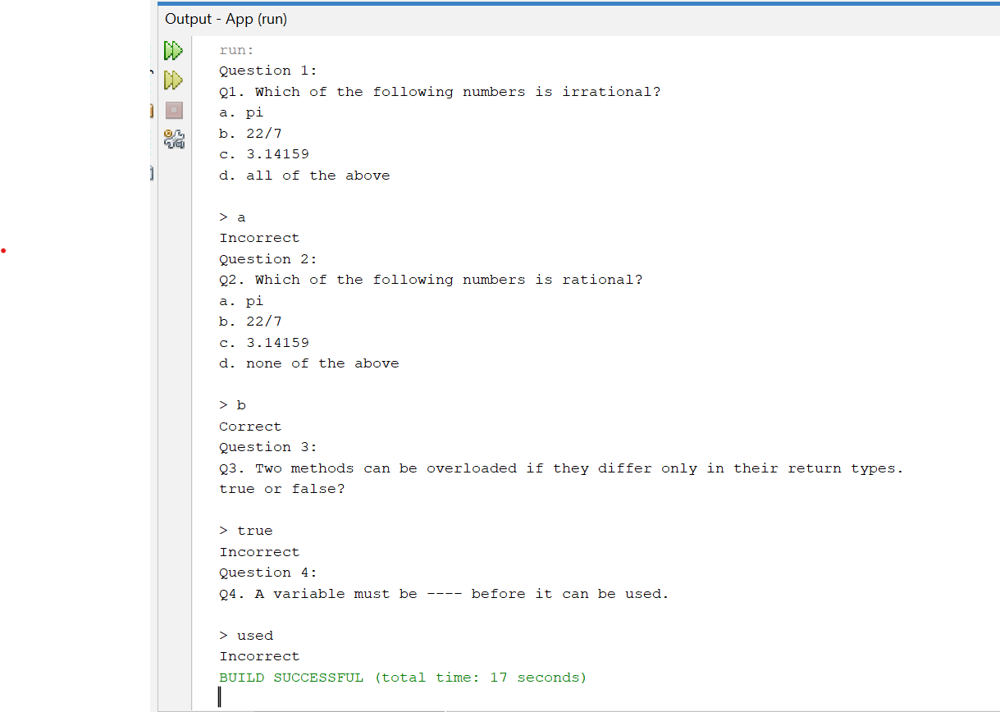 Output - App (run)
run:
Question 1:
Q1. Which of the following numbers is irrational?
a. pi
b. 22/7
c. 3.14159
d. all of the above
> a
Incorrect
Question 2:
Q2. Which of the following numbers is rational?
a. pi
b. 22/7
c. 3.14159
d. none of the above
> b
Correct
Question 3:
Q3. Two methods can be overloaded if they differ only in their return types.
true or false?
> true
Incorrect
Question 4:
Q4. A variable must be ---- before it can be used.
> used
Incorrect
BUILD SUCCESSFUL (total time: 17 seconds)